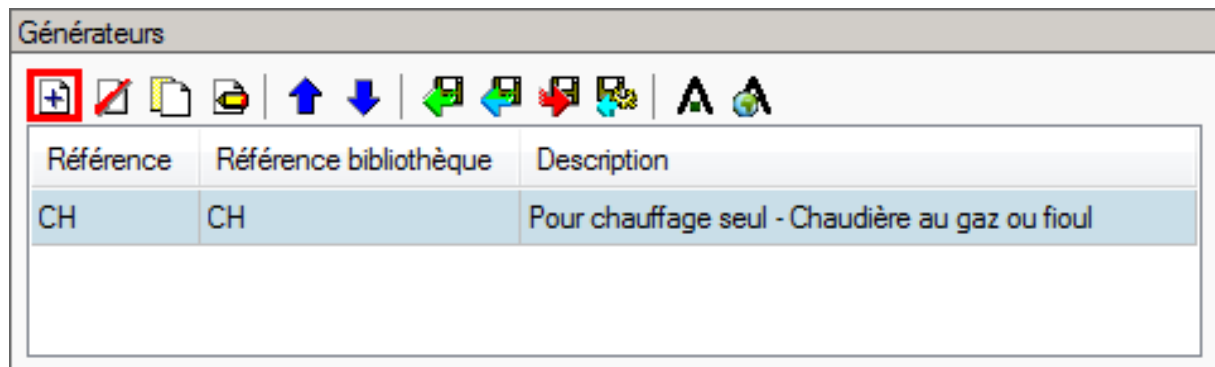 Générateurs
Référence Référence bibliothèque Description
CH CH Pour chauffage seul - Chaudière au gaz ou fioul